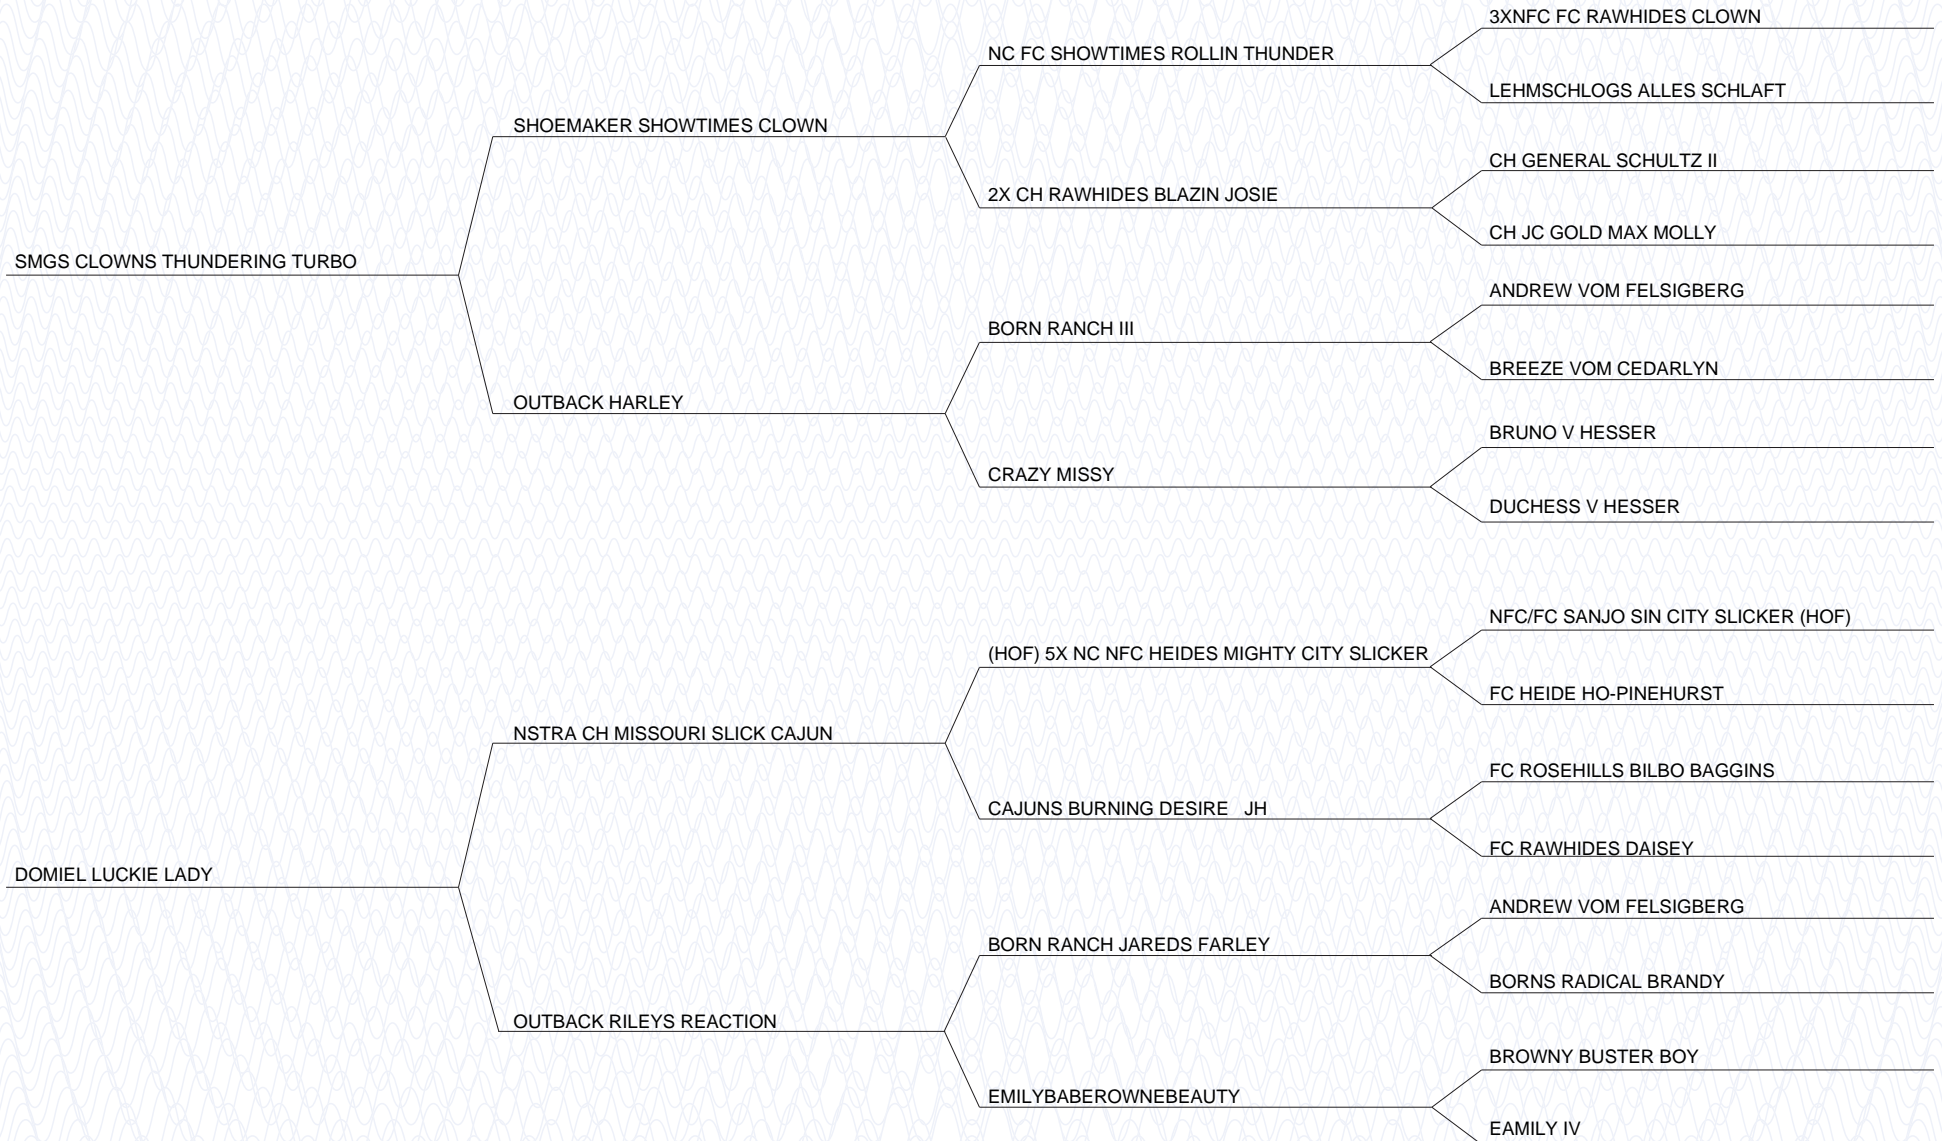 3XNFC FC RAWHIDES CLOWN
NC FC SHOWTIMES ROLLIN THUNDER
LEHMSCHLOGS ALLES SCHLAFT
SHOEMAKER SHOWTIMES CLOWN
CH GENERAL SCHULTZ II
2X CH RAWHIDES BLAZIN JOSIE
CH JC GOLD MAX MOLLY
SMGS CLOWNS THUNDERING TURBO
ANDREW VOM FELSIGBERG
BORN RANCH III
BREEZE VOM CEDARLYN
OUTBACK HARLEY
BRUNO V HESSER
CRAZY MISSY
DUCHESS V HESSER
NFC/FC SANJO SIN CITY SLICKER (HOF)
(HOF) 5X NC NFC HEIDES MIGHTY CITY SLICKER
FC HEIDE HO-PINEHURST
NSTRA CH MISSOURI SLICK CAJUN
FC ROSEHILLS BILBO BAGGINS
CAJUNS BURNING DESIRE   JH
FC RAWHIDES DAISEY
DOMIEL LUCKIE LADY
ANDREW VOM FELSIGBERG
BORN RANCH JAREDS FARLEY
BORNS RADICAL BRANDY
OUTBACK RILEYS REACTION
BROWNY BUSTER BOY
EMILYBABEROWNEBEAUTY
EAMILY IV